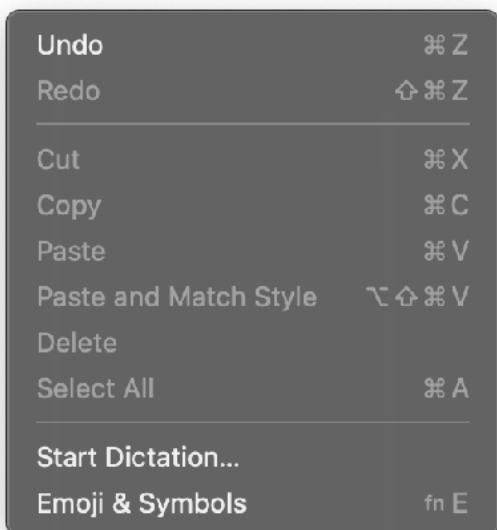 Undo ⌘ Z
Redo ⇧ ⌘ Z
Cut ⌘ X
Copy ⌘ C
Paste ⌘ V
Paste and Match Style ⌥ ⇧ ⌘ V
Delete
Select All ⌘ A
Start Dictation...
Emoji & Symbols fn E